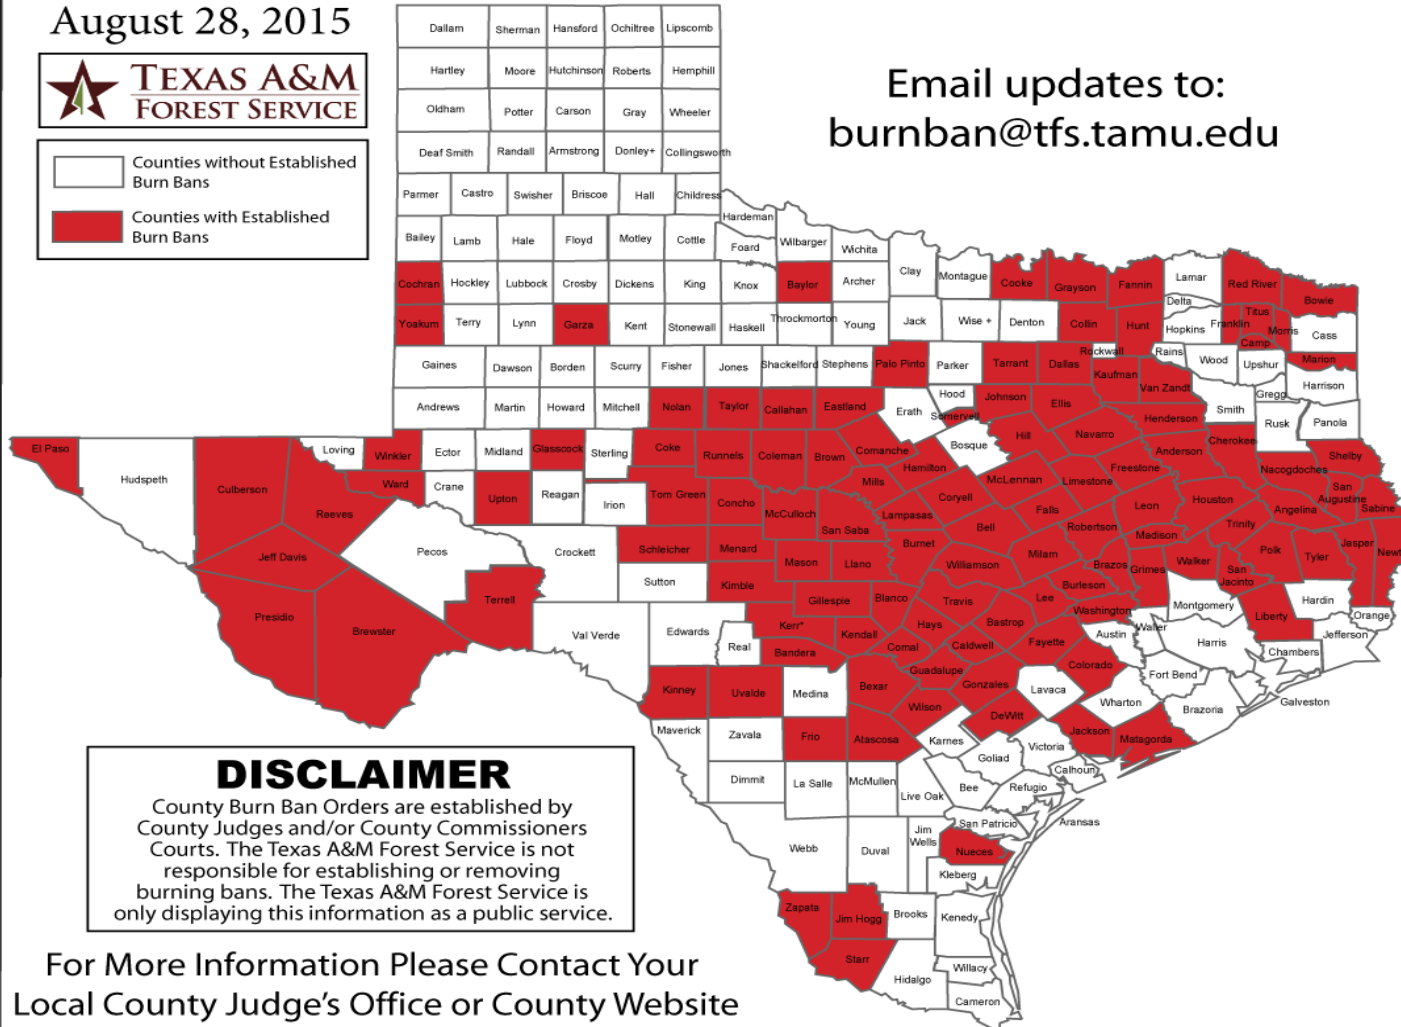 August 28, 2015
TEXAS A&M
FOREST SERVICE
Counties without Established
Burn Bans
Counties with Established
Burn Bans
Email updates to:
burnban@tfs.tamu.edu
Dallam Sherman Hansford Ochiltree Lipscomb
Hartley Moore Hutchinson Roberts Hemphill
Oldham Potter Carson Gray Wheeler
Deaf Smith Randall Armstrong Donley+ Collingsworth
Parmer Castro Swisher Briscoe Hall Childress
Hardeman
Bailey Lamb Hale Floyd Motley Cottle Foard Wilbarger Wichita
Cochran Hockley Lubbock Crosby Dickens King Knox Baylor Archer Clay Montague Cooke Grayson Fannin Lamar Red River Bowie
Delta
Yoakum Terry Lynn Garza Kent Stonewall Haskell Throckmorton Young Jack Wise + Denton Collin Hunt Hopkins Franklin Titus Morris Cass
Camp
Gaines Dawson Borden Scurry Fisher Jones Shackelford Stephens Palo Pinto Parker Tarrant Dallas Rockwall Rains Wood Upshur Marion
Kaufman Van Zandt Gregg Harrison
Andrews Martin Howard Mitchell Nolan Taylor Callahan Eastland Erath Hood Somervell Johnson Ellis Henderson Smith Rusk Panola
El Paso Hudspeth Culberson Loving Winkler Ector Midland Glasscock Sterling Coke Runnels Coleman Brown Comanche Bosque Hill Navarro Anderson Cherokee Shelby
Reeves Ward Crane Upton Reagan Irion Tom Green Concho McCulloch Mills Hamilton McLennan Limestone Freestone Nacogdoches San
Augustine Sabine
San Saba Lampasas Coryell Bell Falls Robertson Leon Houston Angelina Trinity
Jeff Davis Pecos Crockett Schleicher Menard Mason Llano Burnet Williamson Milam Brazos Madison Grimes Walker San
Jacinto Polk Tyler Jasper Newt
Presidio Brewster Terrell Sutton Kimble Gillespie Blanco Travis Lee Burleson Washington Montgomery Liberty Hardin Orange
Val Verde Edwards Real Kerr* Kendall Hays Bastrop Fayette Austin Waller Harris Chambers Jefferson
Bandera Comal Caldwell Colorado Fort Bend
Kinney Uvalde Medina Bexar Guadalupe Gonzales Lavaca Wharton Brazoria Galveston
Wilson DeWitt Jackson Matagorda
Maverick Zavala Frio Atascosa Karnes Goliad Victoria Calhoun
Dimmit La Salle McMullen Live Oak Bee Refugio
San Patricio Aransas
Webb Duval Jim
Wells Nueces
Kleberg
Zapata Jim Hogg Brooks Kenedy
Starr Hidalgo Willacy
Cameron
DISCLAIMER
County Burn Ban Orders are established by
County Judges and/or County Commissioners
Courts. The Texas A&M Forest Service is not
responsible for establishing or removing
burning bans. The Texas A&M Forest Service is
only displaying this information as a public service.
For More Information Please Contact Your
Local County Judge's Office or County Website